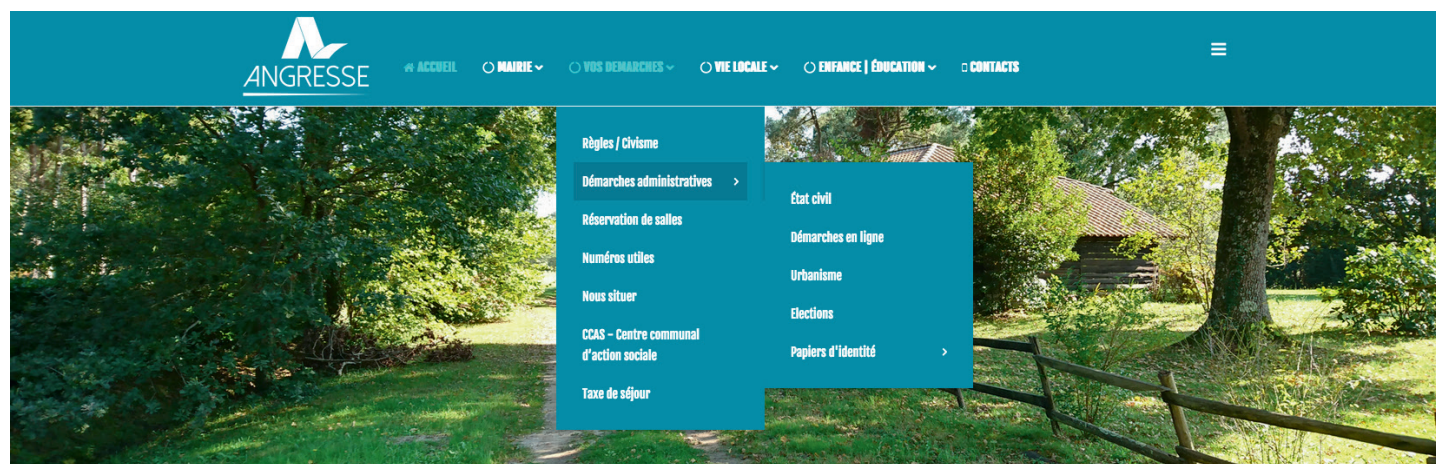 ANGRESSE
ACCUEIL
MAIRIE
VOS DEMARCHES
VIE LOCALE
ENFANCE | ÉDUCATION
CONTACTS
Règles / Civisme
Démarches administratives
Réservation de salles
Numéros utiles
Nous situer
CCAS – Centre communal
d'action sociale
Taxe de séjour
État civil
Démarches en ligne
Urbanisme
Elections
Papiers d'identité